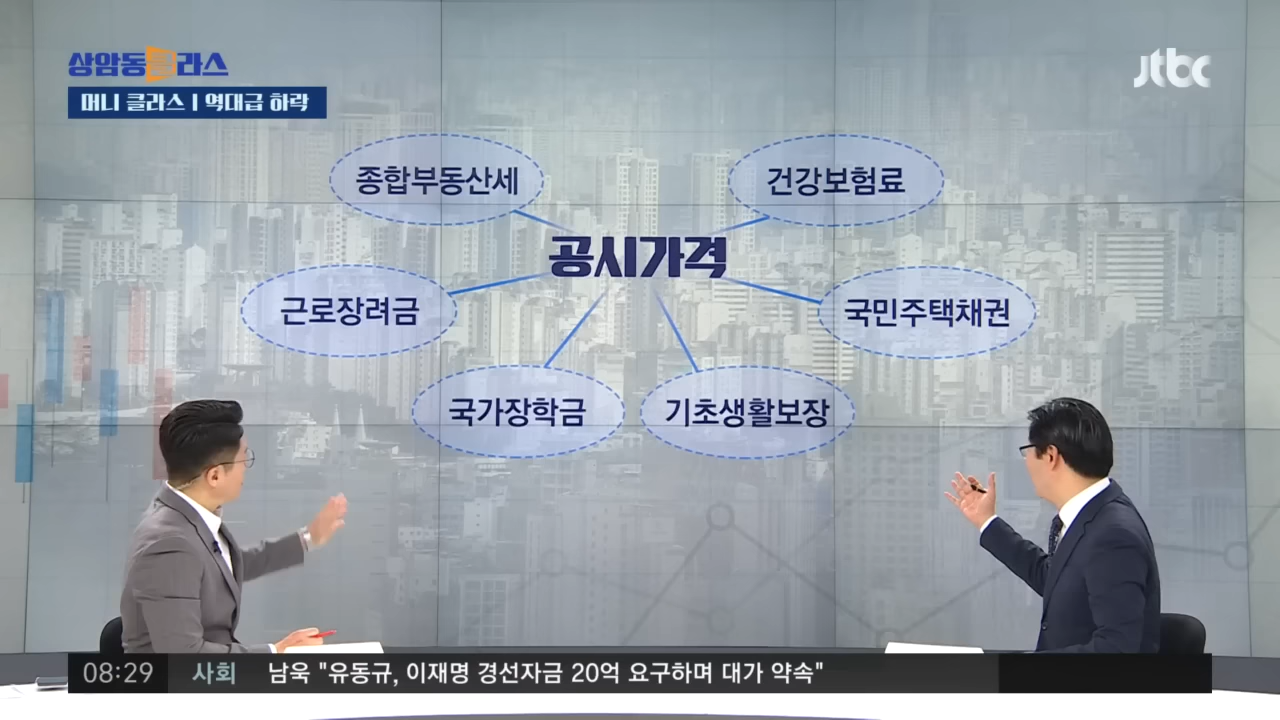 상암동클라스
jtbc
머니 클라스 | 역대급 하락
종합부동산세
건강보험료
공시가격
근로장려금
국민주택채권
국가장학금
기초생활보장
08:29 사회 남욱 "유동규, 이재명 경선자금 20억 요구하며 대가 약속"